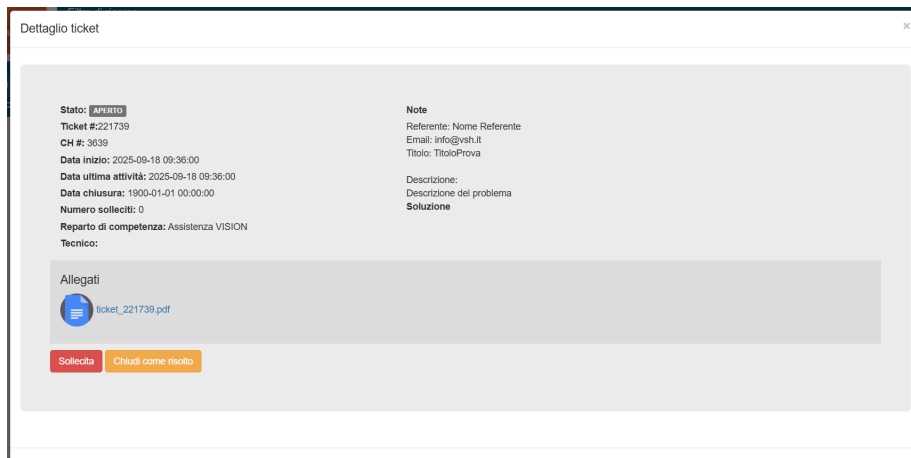 Dettaglio ticket
×
Stato: APERTO
Ticket #:221739
CH #: 3639
Data inizio: 2025-09-18 09:36:00
Data ultima attività: 2025-09-18 09:36:00
Data chiusura: 1900-01-01 00:00:00
Numero solleciti: 0
Reparto di competenza: Assistenza VISION
Tecnico:
Note
Referente: Nome Referente
Email: info@vsh.it
Titolo: TitoloProva
Descrizione:
Descrizione del problema
Soluzione
Allegati
ticket_221739.pdf
Sollecita
Chiudi come risolto